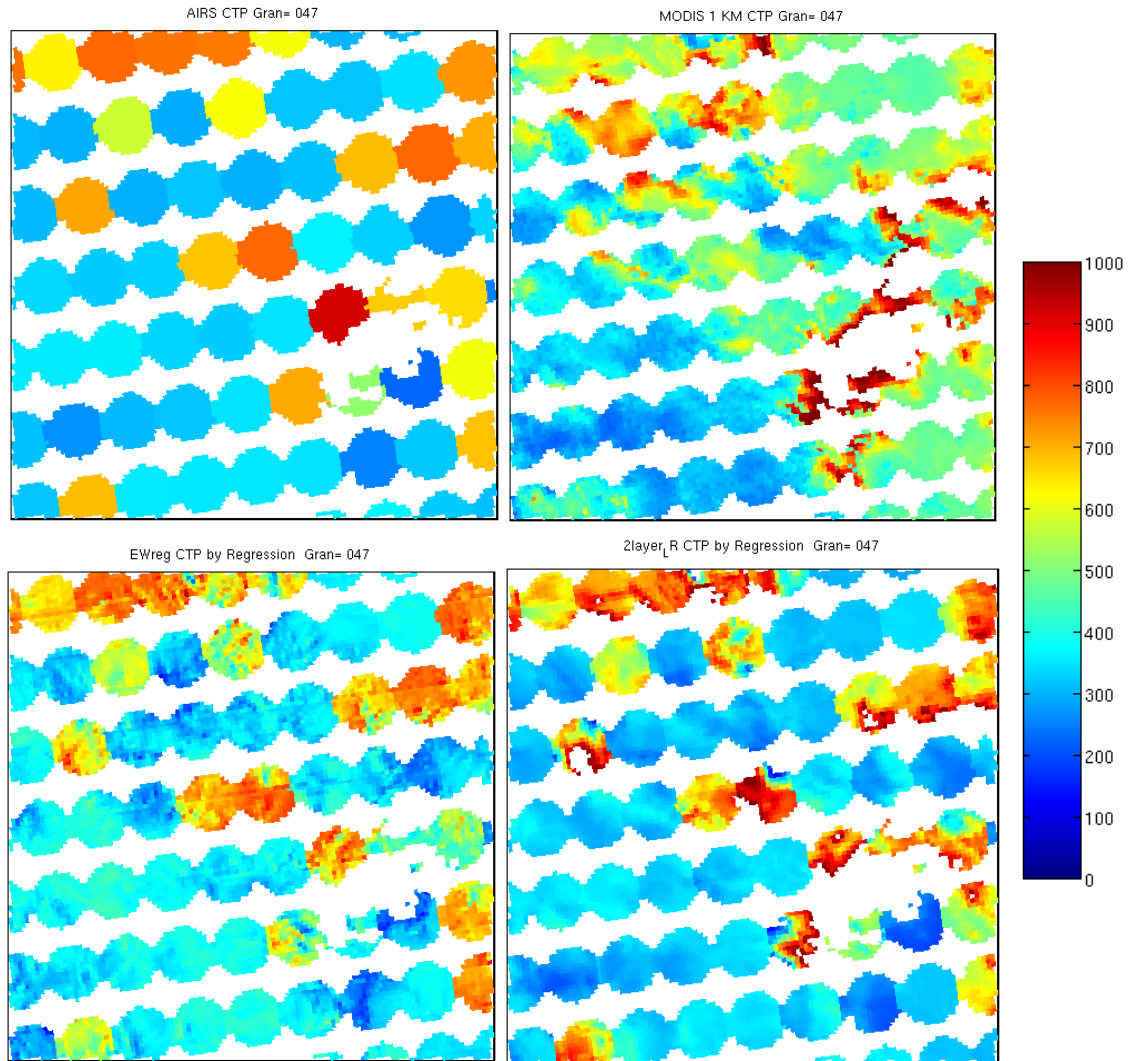 AIRS CTP Gran= 047
MODIS 1 KM CTP Gran= 047
EWreg CTP by Regression Gran= 047
2layerLR CTP by Regression Gran= 047
1000
900
800
700
600
500
400
300
200
100
0